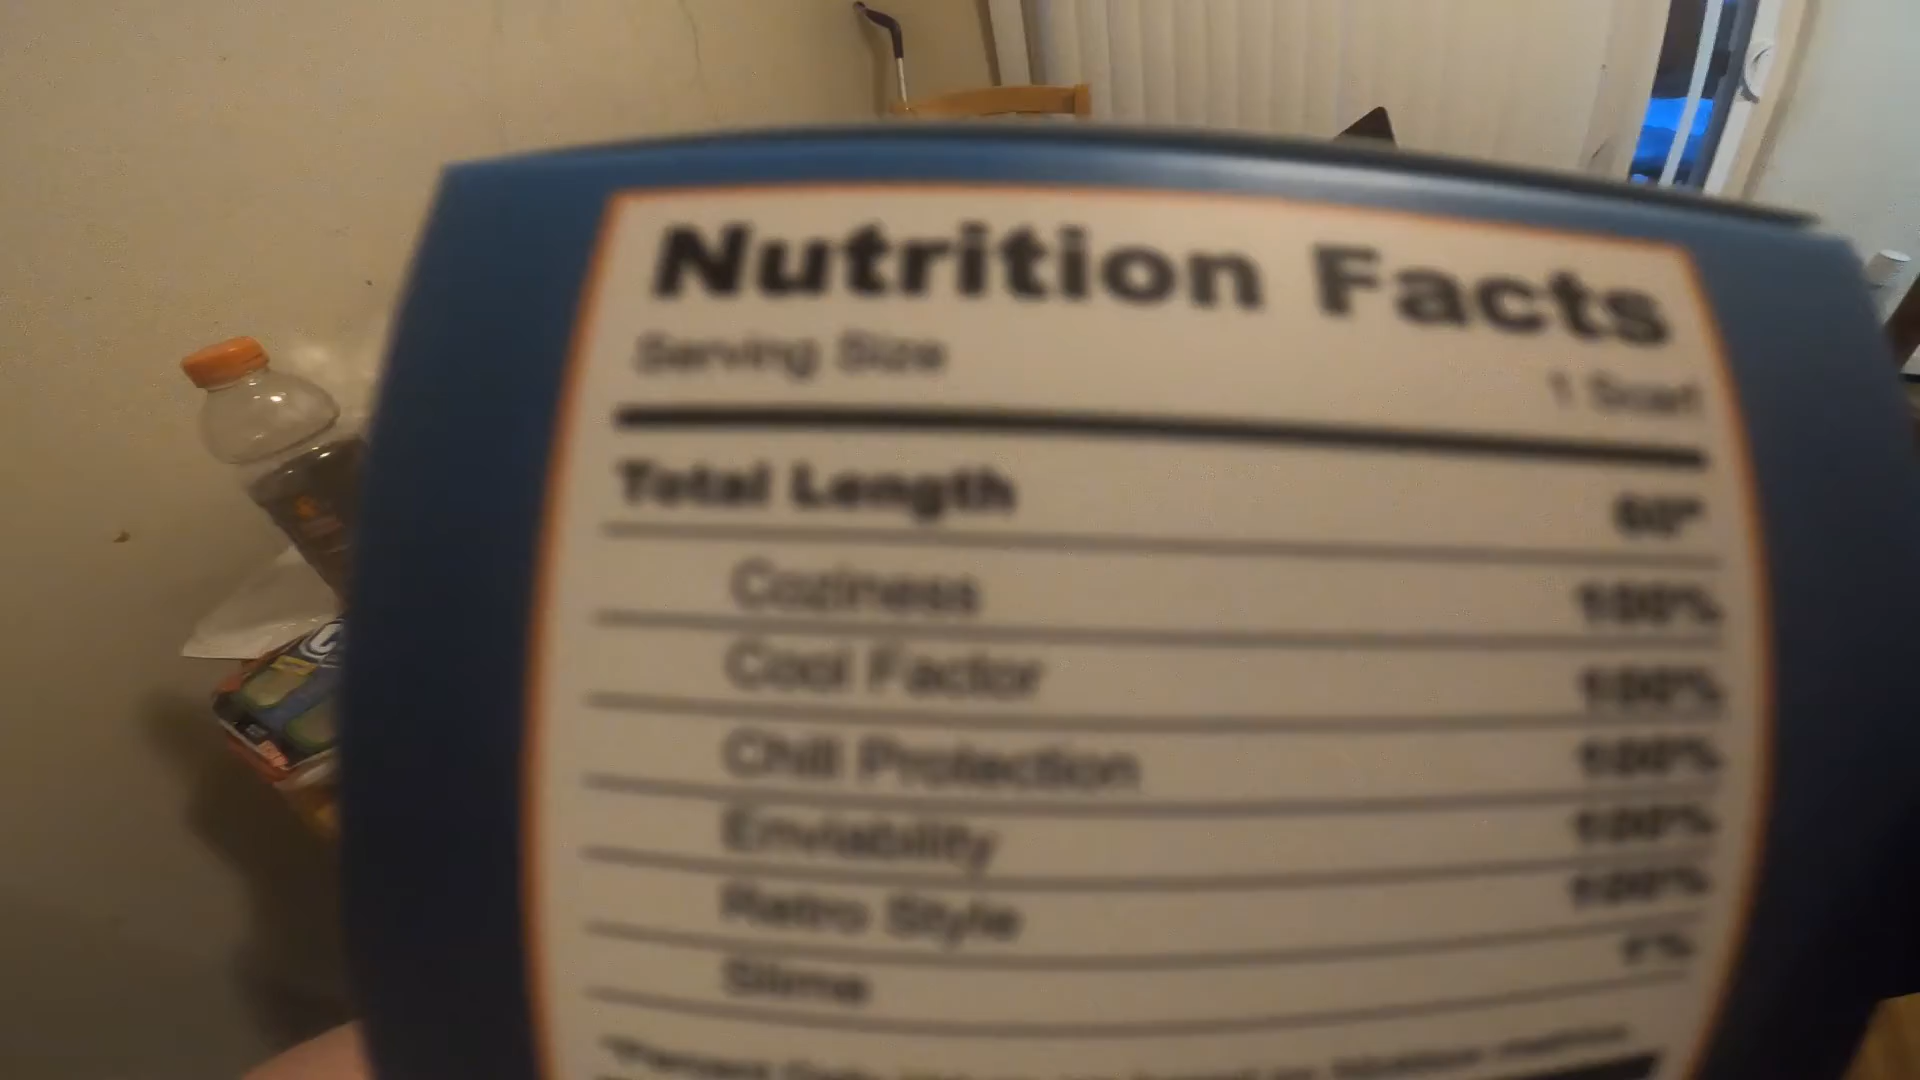 Nutrition Facts
Serving Size 1 Scarf
Total Length 60"
Coziness 100%
Cool Factor 100%
Chill Protection 100%
Enviability 100%
Retro Style 100%
Slime